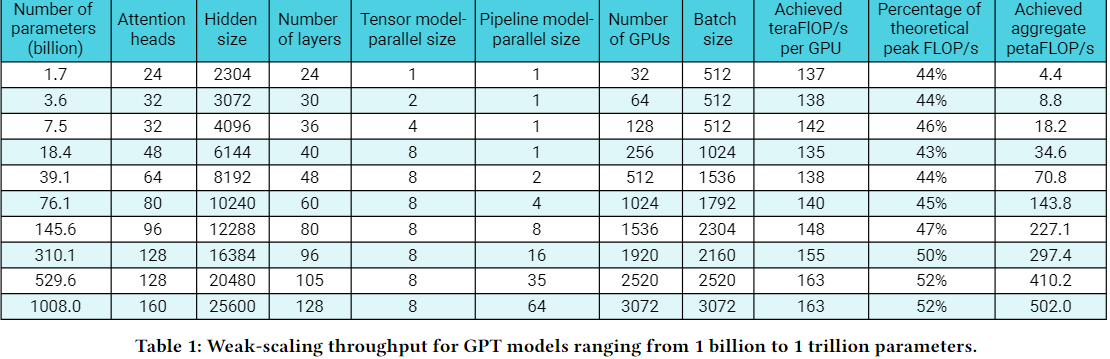 Number of parameters (billion) Attention heads Hidden size Number of layers Tensor model-parallel size Pipeline model-parallel size Number of GPUs Batch size Achieved teraFlOP/s per GPU Percentage of theoretical peak FLOP/s Achieved aggregate petaFLOP/s
1.7 24 2304 24 1 1 32 512 137 44% 4.4
3.6 32 3072 30 2 1 64 512 138 44% 8.8
7.5 32 4096 36 4 1 128 512 142 46% 18.2
18.4 48 6144 40 8 1 256 1024 135 43% 34.6
39.1 64 8192 48 8 2 512 1536 138 44% 70.8
76.1 80 10240 60 8 4 1024 1792 140 45% 143.8
145.6 96 12288 80 8 8 1536 2304 148 47% 227.1
310.1 128 16384 96 8 16 1920 2160 155 50% 297.4
529.6 128 20480 105 8 35 2520 2520 163 52% 410.2
1008.0 160 25600 128 8 64 3072 3072 163 52% 502.0
Table 1: Weak-scaling throughput for GPT models ranging from 1 billion to 1 trillion parameters.